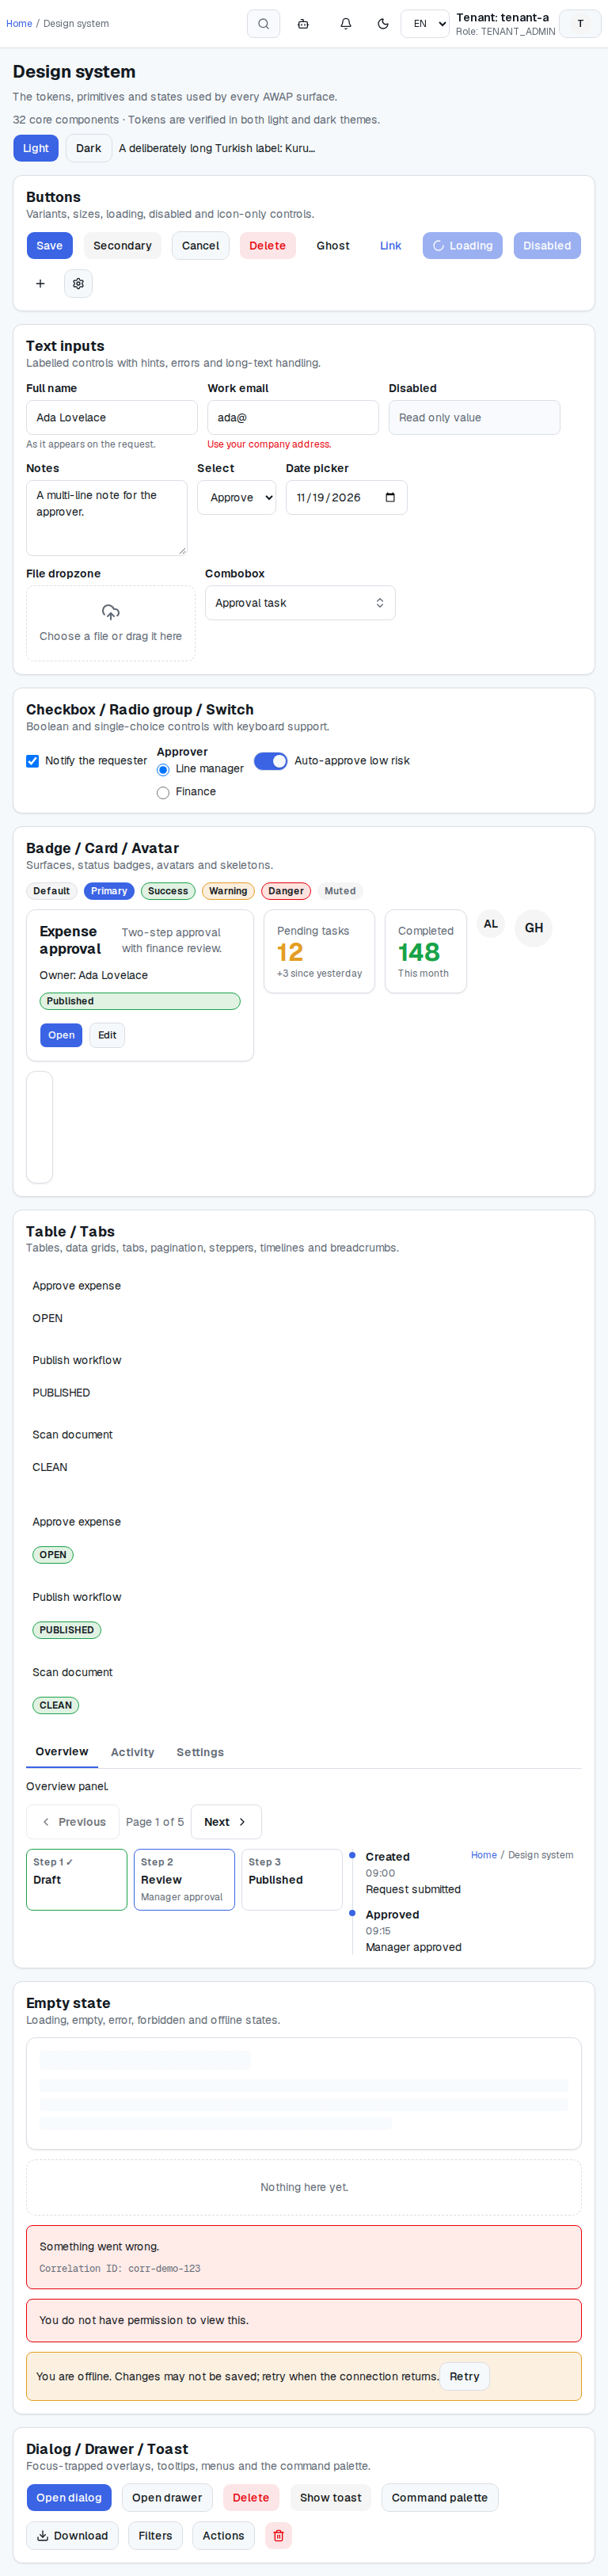 Home / Design system
EN
Tenant: tenant-a
Role: TENANT_ADMIN
T
Design system
The tokens, primitives and states used by every AWAP surface.
32 core components · Tokens are verified in both light and dark themes.
Light Dark A deliberately long Turkish label: Kuru...
Buttons
Variants, sizes, loading, disabled and icon-only controls.
Save Secondary Cancel Delete Ghost Link Loading Disabled
Text inputs
Labelled controls with hints, errors and long-text handling.
Full name Work email Disabled
Ada Lovelace ada@ Read only value
As it appears on the request. Use your company address.
Notes Select Date picker
A multi-line note for the
approver.
Approve 11/19/2026
File dropzone Combobox
Approval task
Choose a file or drag it here
Checkbox / Radio group / Switch
Boolean and single-choice controls with keyboard support.
Approver
Notify the requester Line manager Auto-approve low risk
Finance
Badge / Card / Avatar
Surfaces, status badges, avatars and skeletons.
Default Primary Success Warning Danger Muted
Expense
approval
Two-step approval
with finance review.
Owner: Ada Lovelace
Published
Open Edit
Pending tasks
12
+3 since yesterday
Completed
148
This month
AL GH
Table / Tabs
Tables, data grids, tabs, pagination, steppers, timelines and breadcrumbs.
Approve expense
OPEN
Publish workflow
PUBLISHED
Scan document
CLEAN
Approve expense
OPEN
Publish workflow
PUBLISHED
Scan document
CLEAN
Overview Activity Settings
Overview panel.
Previous Page 1 of 5 Next
Step 1 ✓
Draft
Step 2
Review
Manager approval
Step 3
Published
Created
09:00
Request submitted
Approved
09:15
Manager approved
Home / Design system
Empty state
Loading, empty, error, forbidden and offline states.
Nothing here yet.
Something went wrong.
Correlation ID: corr-demo-123
You do not have permission to view this.
You are offline. Changes may not be saved; retry when the connection returns. Retry
Dialog / Drawer / Toast
Focus-trapped overlays, tooltips, menus and the command palette.
Open dialog Open drawer Delete Show toast Command palette
Download Filters Actions